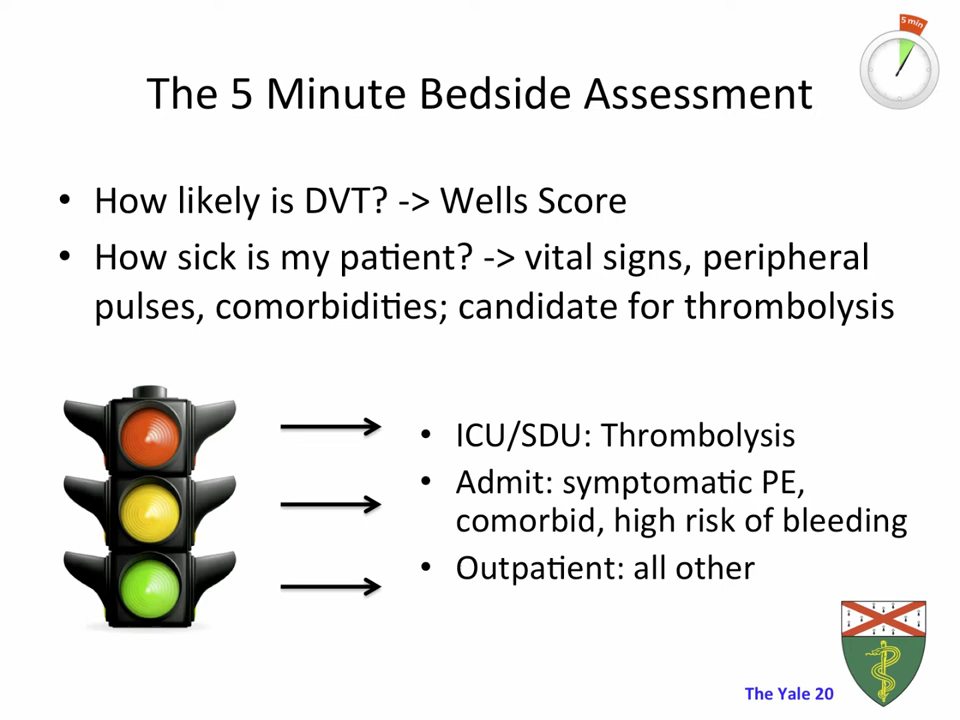 5 min
The 5 Minute Bedside Assessment
• How likely is DVT? -> Wells Score
• How sick is my patient? -> vital signs, peripheral
pulses, comorbidities; candidate for thrombolysis
• ICU/SDU: Thrombolysis
• Admit: symptomatic PE,
comorbid, high risk of bleeding
• Outpatient: all other
The Yale 20